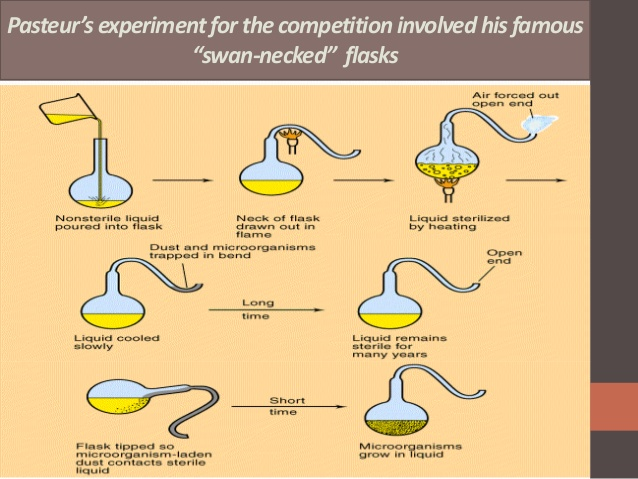 Pasteur's experiment for the competition involved his famous
“swan-necked” flasks
Air forced out
open end
Nonsterile liquid
poured into flask
Neck of flask
drawn out in
flame
Liquid sterilized
by heating
Dust and microorganisms
trapped in bend
Open
end
Long
time
Liquid cooled
slowly
Liquid remains
sterile for
many years
Short
time
Flask tipped so
microorganism-laden
dust contacts sterile
liquid
Microorganisms
grow in liquid